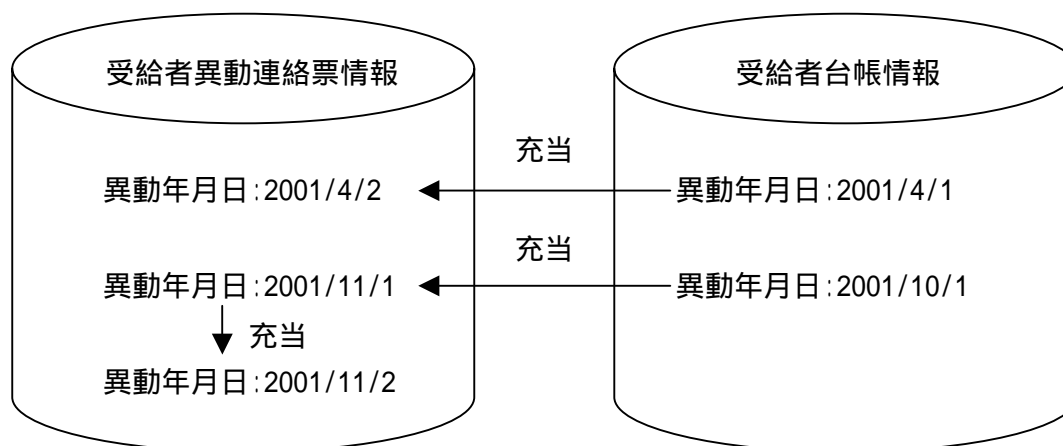 受給者異動連絡票情報
受給者台帳情報
充当
異動年月日:2001/4/2
異動年月日:2001/4/1
充当
異動年月日:2001/11/1
異動年月日:2001/10/1
充当
異動年月日:2001/11/2